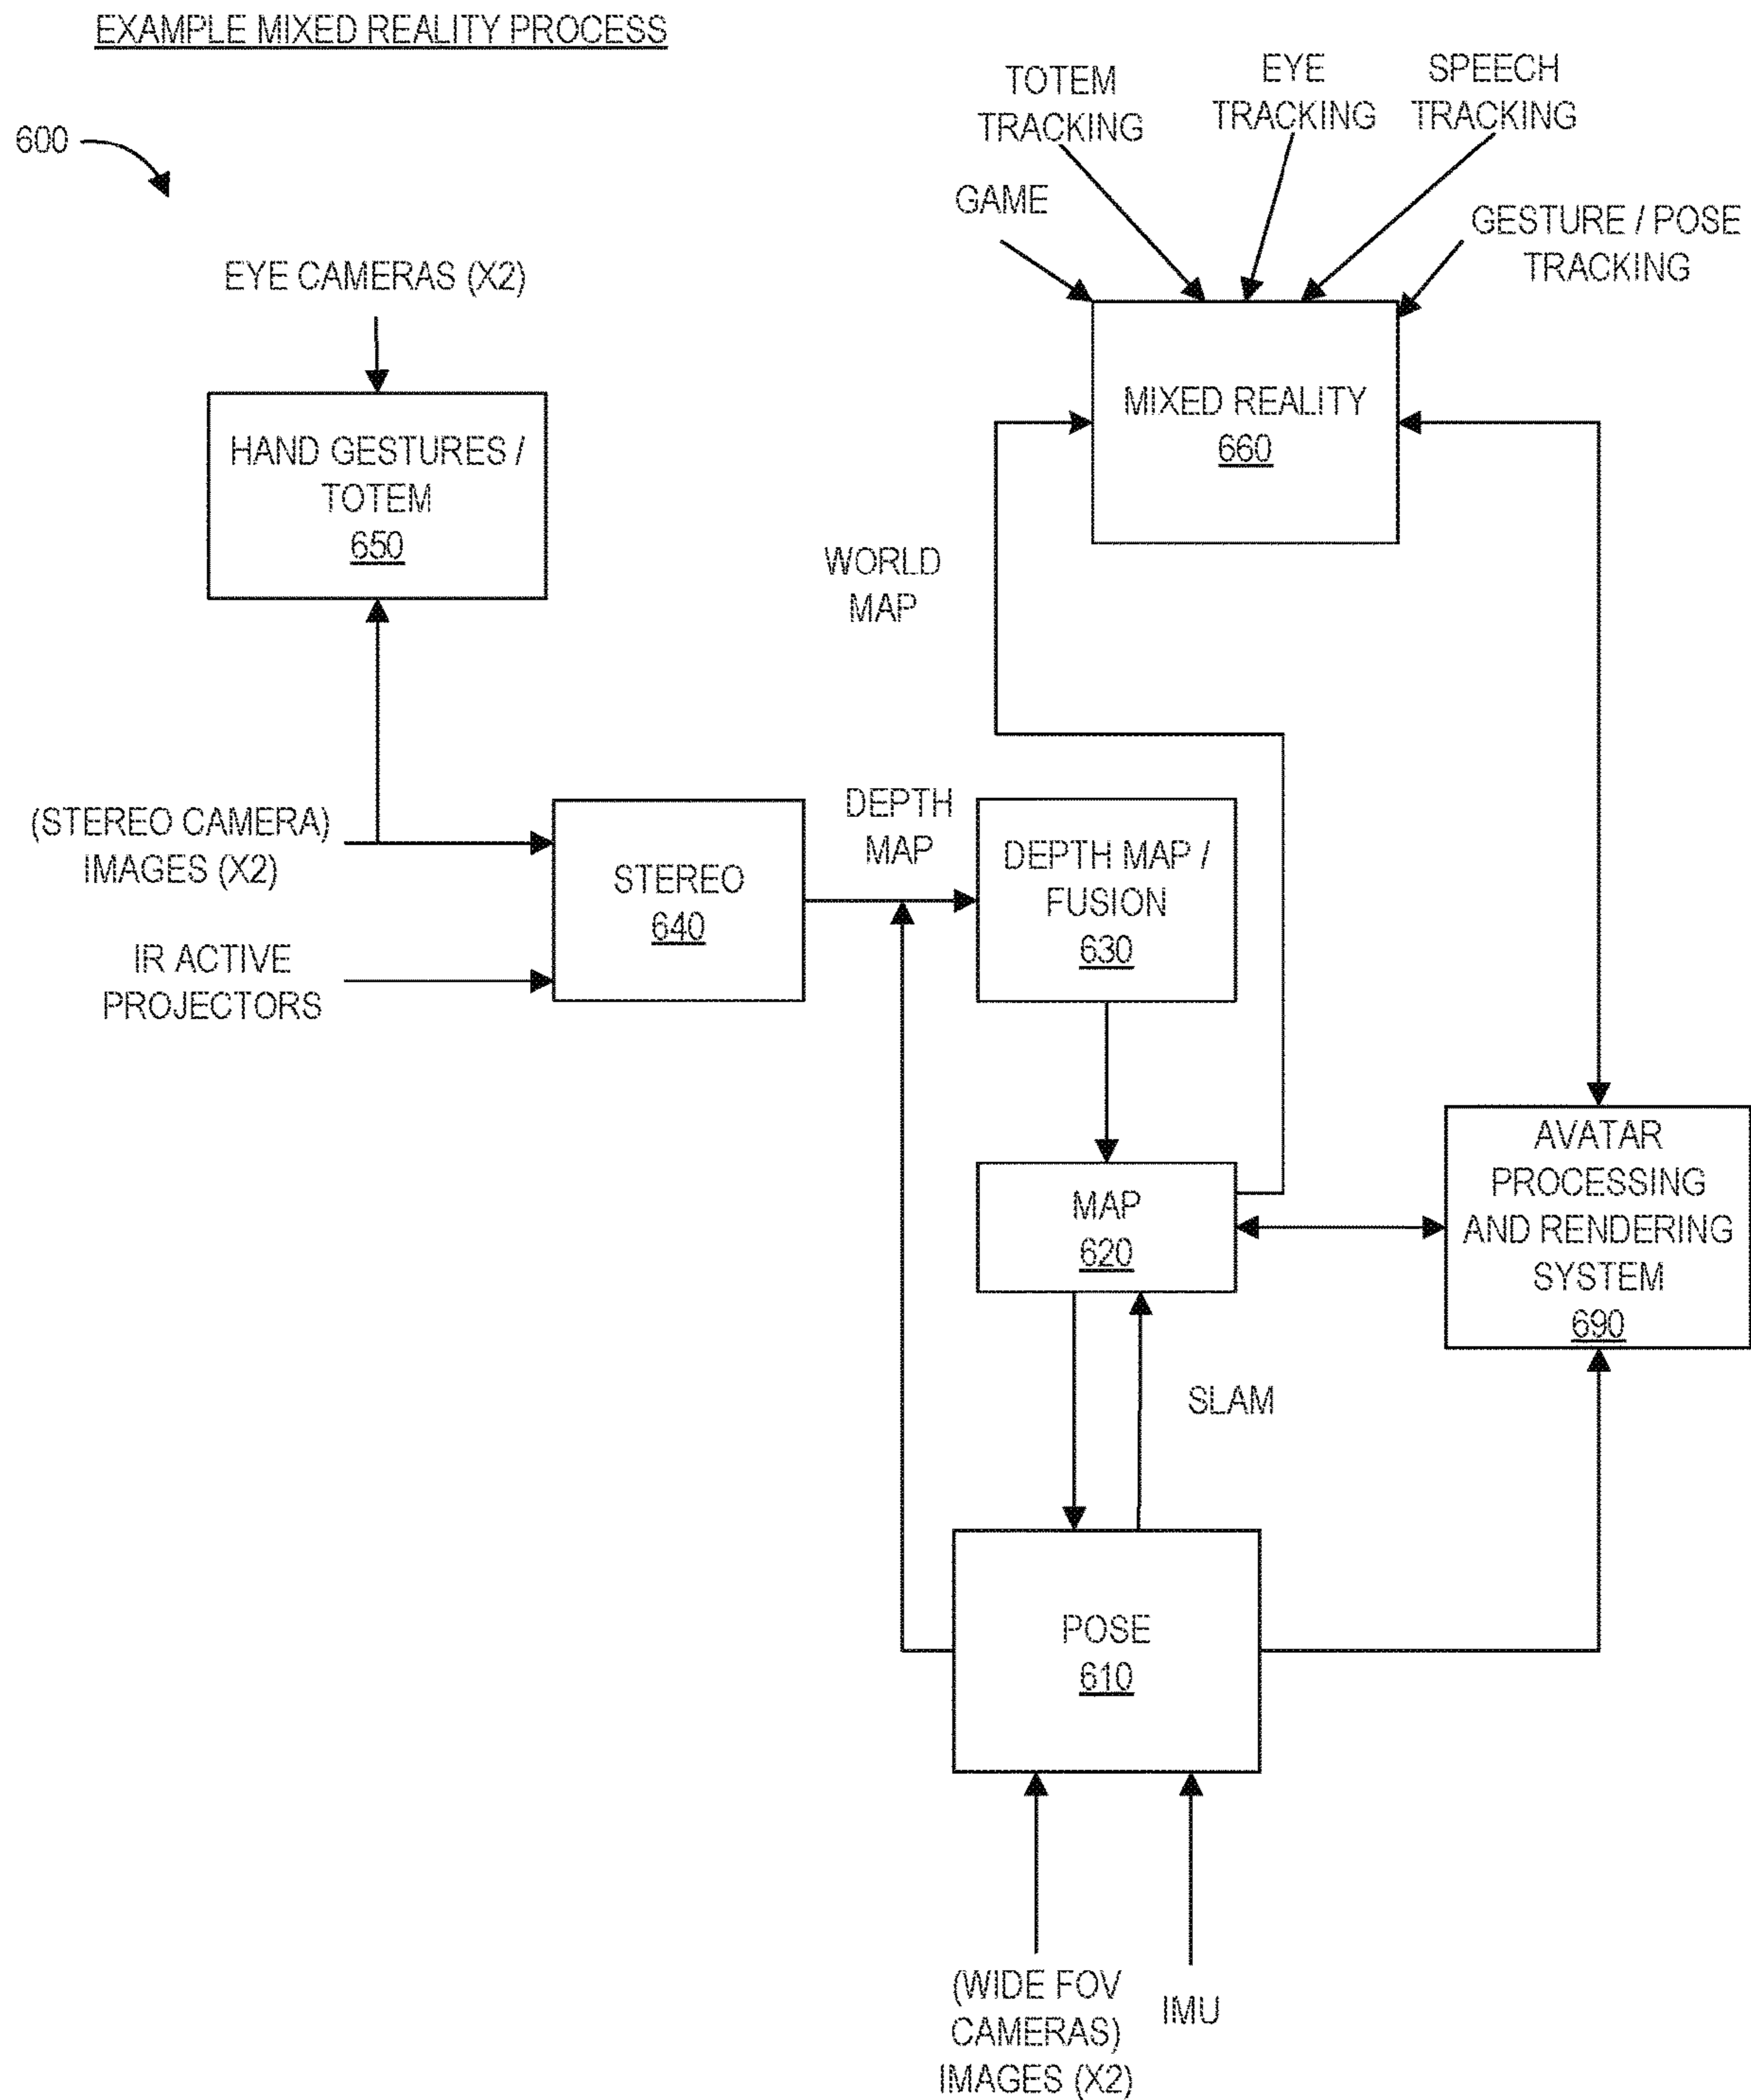 EXAMPLE MIXED REALITY PROCESS
600
TOTEM
TRACKING
EYE
TRACKING
SPEECH
TRACKING
GAME
GESTURE / POSE
TRACKING
EYE CAMERAS (X2)
HAND GESTURES /
TOTEM
650
MIXED REALITY
660
WORLD
MAP
(STEREO CAMERA)
IMAGES (X2)
IR ACTIVE
PROJECTORS
STEREO
640
DEPTH
MAP
DEPTH MAP /
FUSION
630
MAP
620
AVATAR
PROCESSING
AND RENDERING
SYSTEM
690
SLAM
POSE
610
(WIDE FOV
CAMERAS)
IMAGES (X2)
IMU